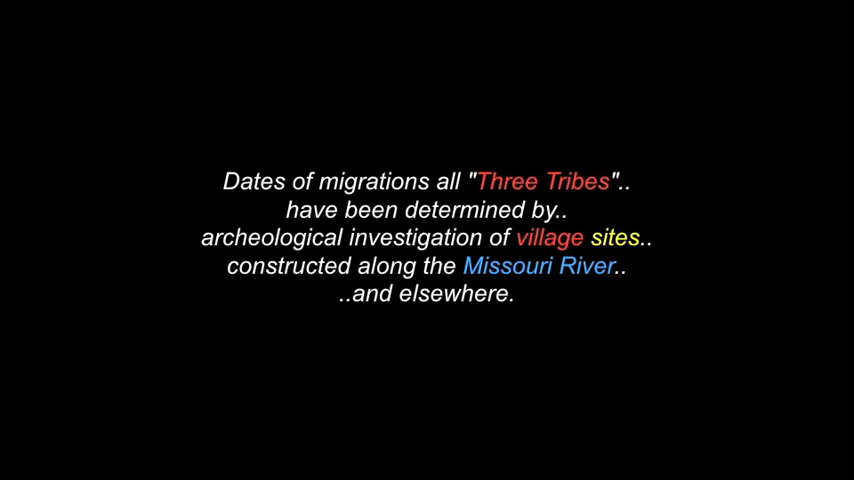 Dates of migrations all "Three Tribes"..
have been determined by..
archeological investigation of village sites..
constructed along the Missouri River..
..and elsewhere.